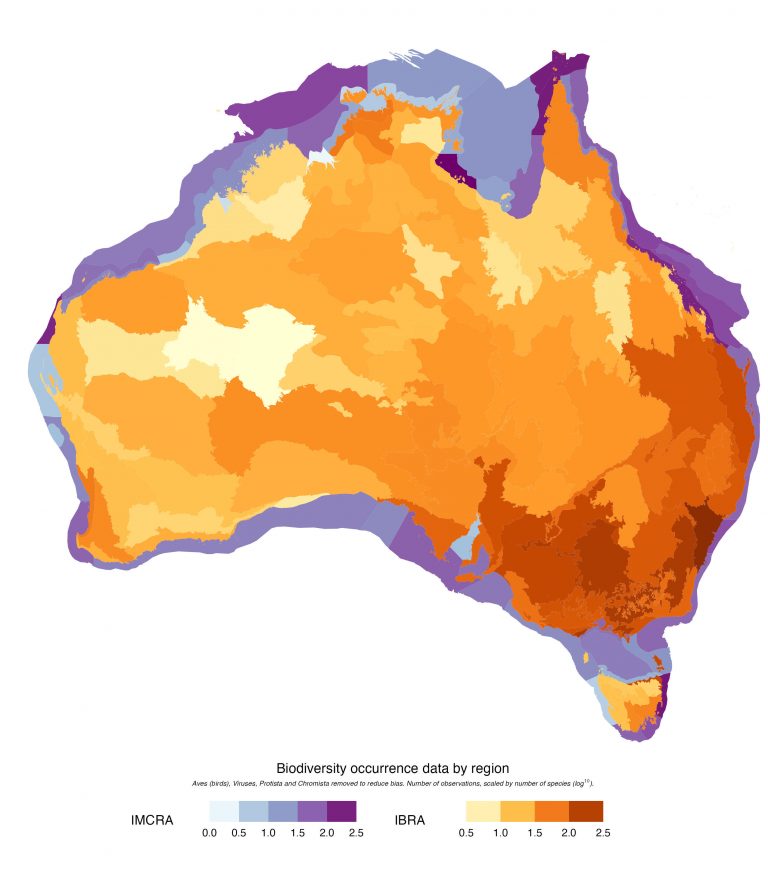 Biodiversity occurrence data by region
Aves (birds), Viruses, Protista and Chromista removed to reduce bias. Number of observations, scaled by number of species (log¹⁰).
IMCRA
0.0 0.5 1.0 1.5 2.0 2.5
IBRA
0.5 1.0 1.5 2.0 2.5